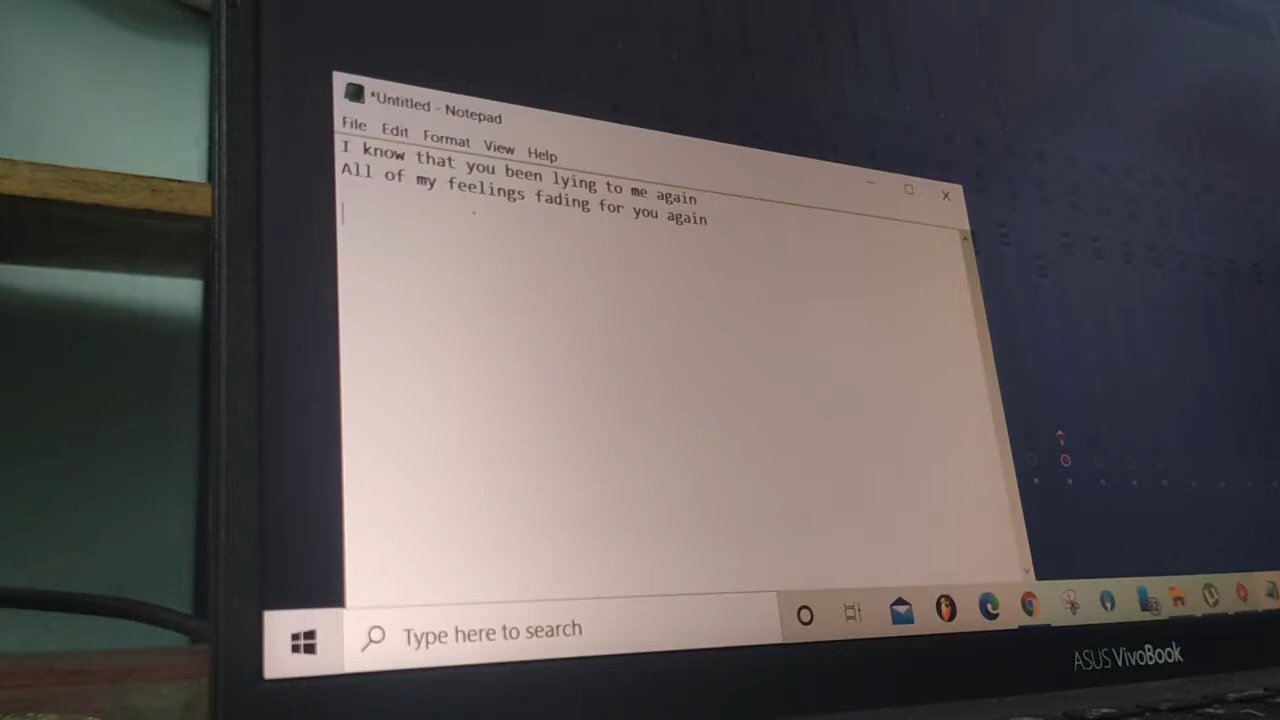 *Untitled - Notepad
File Edit Format View Help
I know that you been lying to me again
All of my feelings fading for you again
Type here to search
ASUS VivoBook